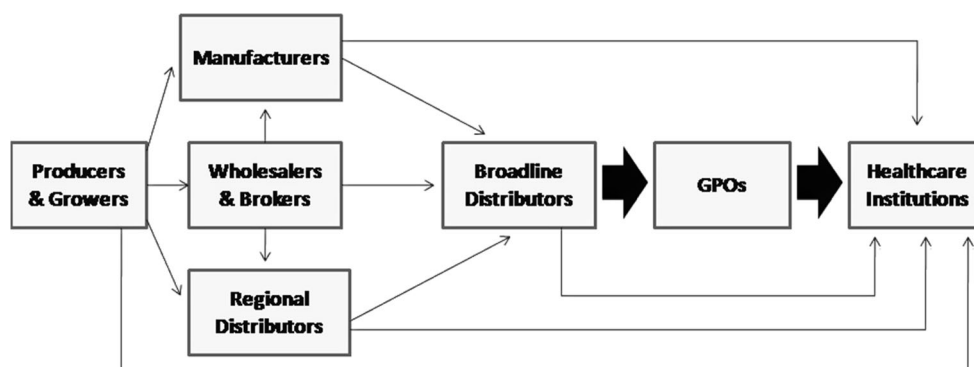 Manufacturers
Producers
& Growers
Wholesalers
& Brokers
Broadline
Distributors
GPOs
Healthcare
Institutions
Regional
Distributors